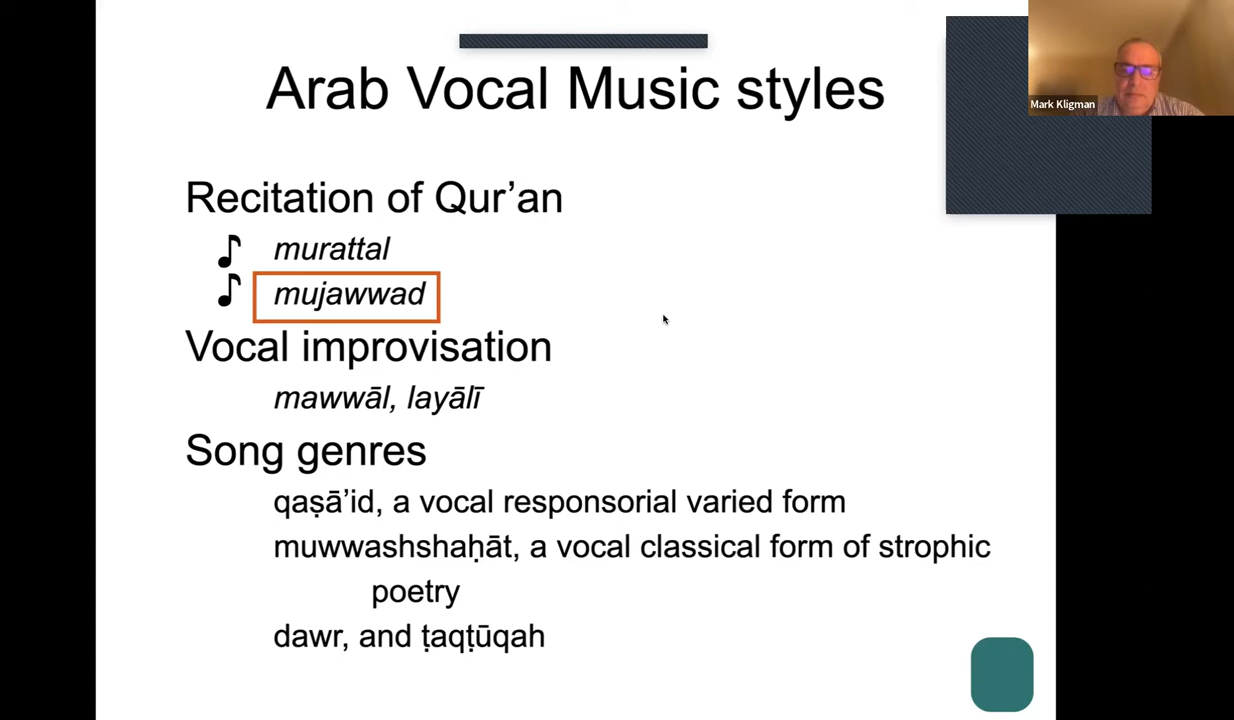 Arab Vocal Music styles
Mark Kligman
Recitation of Qur’an
murattal
mujawwad
Vocal improvisation
mawwāl, layālī
Song genres
qaṣā’id, a vocal responsorial varied form
muwwashshaḥāt, a vocal classical form of strophic
poetry
dawr, and ṭaqṭūqah